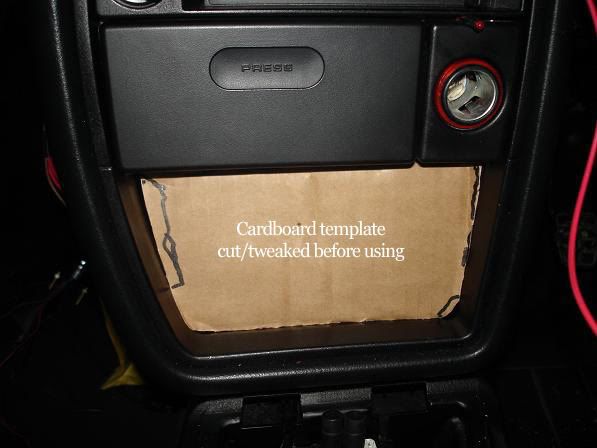 PRESS
Cardboard template
cut/tweaked before using